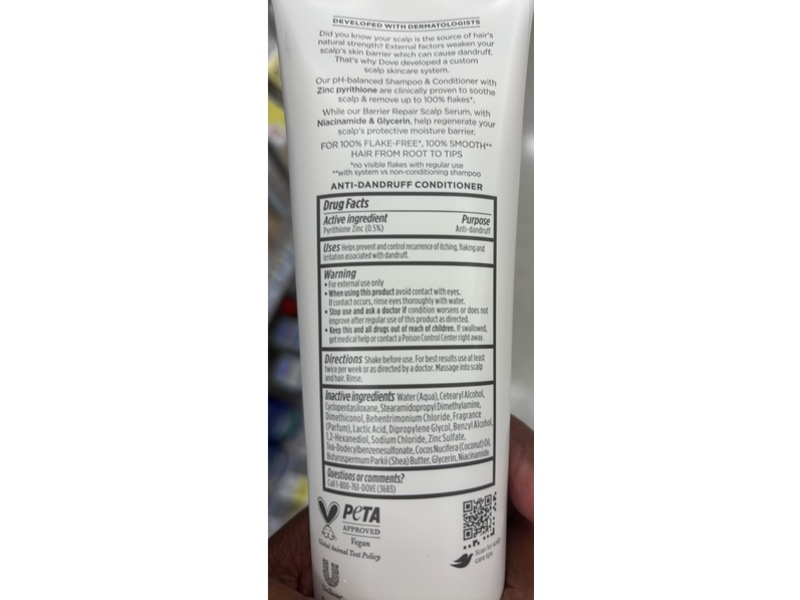 DEVELOPED WITH DERMATOLOGISTS
Did you know your scalp is the source of hair's
natural strength? External factors weaken your
scalp's skin barrier which can cause dandruff.
That's why Dove developed a custom
scalp skincare system.
Our pH-balanced Shampoo & Conditioner with
Zinc pyrithione are clinically proven to soothe
scalp & remove up to 100% flakes*.
While our Barrier Repair Scalp Serum, with
Niacinamide & Glycerin, help regenerate your
scalp's protective moisture barrier.
FOR 100% FLAKE-FREE*, 100% SMOOTH**
HAIR FROM ROOT TO TIPS
*no visible flakes with regular use
**with system vs non-conditioning shampoo
ANTI-DANDRUFF CONDITIONER
Drug Facts
Active ingredient Purpose
Pyrithione Zinc (0.5%) Anti-dandruff
Uses Helps prevent and control recurrence of itching, flaking and
irritation associated with dandruff.
Warning
• For external use only
• When using this product avoid contact with eyes.
If contact occurs, rinse eyes thoroughly with water.
• Stop use and ask a doctor if condition worsens or does not
improve after regular use of this product as directed.
• Keep this and all drugs out of reach of children. If swallowed,
get medical help or contact a Poison Control Center right away.
Directions Shake before use. For best results use at least
twice per week or as directed by a doctor. Massage into scalp
and hair. Rinse.
Inactive ingredients Water (Aqua), Cetearyl Alcohol,
Cyclopentasiloxane, Stearamidopropyl Dimethylamine,
Dimethiconol, Behentrimonium Chloride, Fragrance
(Parfum), Lactic Acid, Dipropylene Glycol, Benzyl Alcohol,
1,2-Hexanediol, Sodium Chloride, Zinc Sulfate,
Tea-Dodecylbenzenesulfonate, Cocos Nucifera (Coconut) Oil,
Butyrospermum Parkii (Shea) Butter, Glycerin, Niacinamide.
Questions or comments?
Call 1-800-761-DOVE (3683)
PeTA
APPROVED
Vegan
Global Animal Test Policy
Scan for scalp
care tips